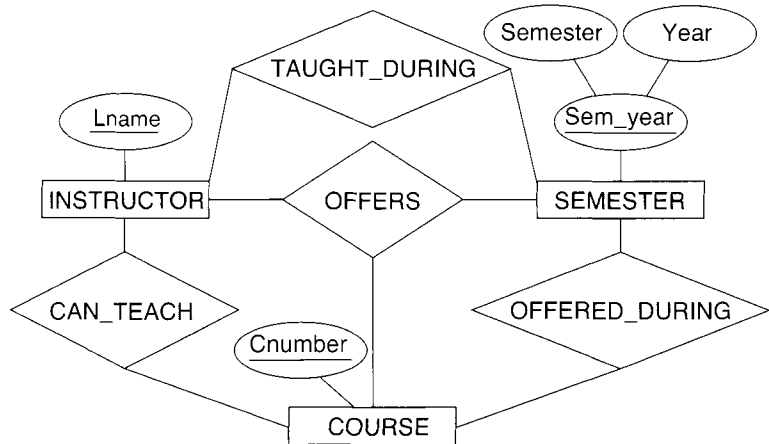 Semester
Year
TAUGHT_DURING
Lname
Sem_year
INSTRUCTOR
OFFERS
SEMESTER
CAN_TEACH
OFFERED_DURING
Cnumber
COURSE